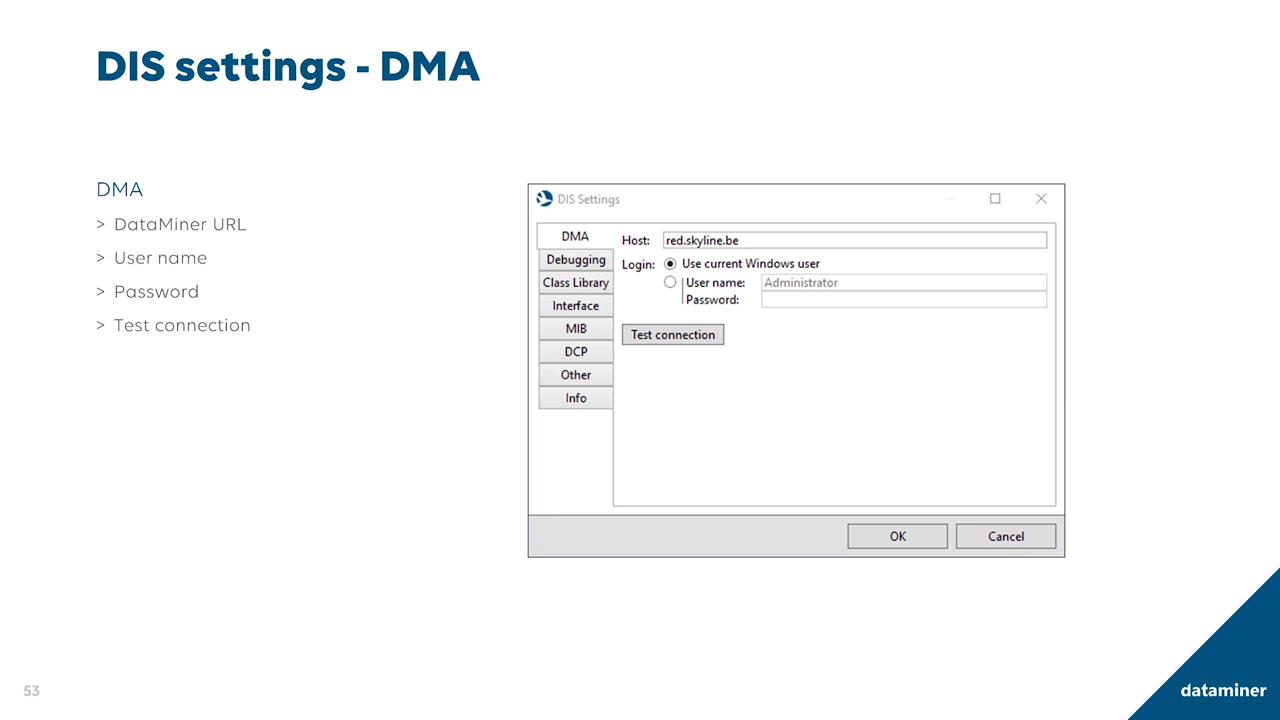 DIS settings - DMA
DMA
> DataMiner URL
> User name
> Password
> Test connection
DIS Settings
DMA
Debugging
Class Library
Interface
MIB
DCP
Other
Info
Host: red.skyline.be
Login: Use current Windows user
User name: Administrator
Password:
Test connection
OK Cancel
53
dataminer